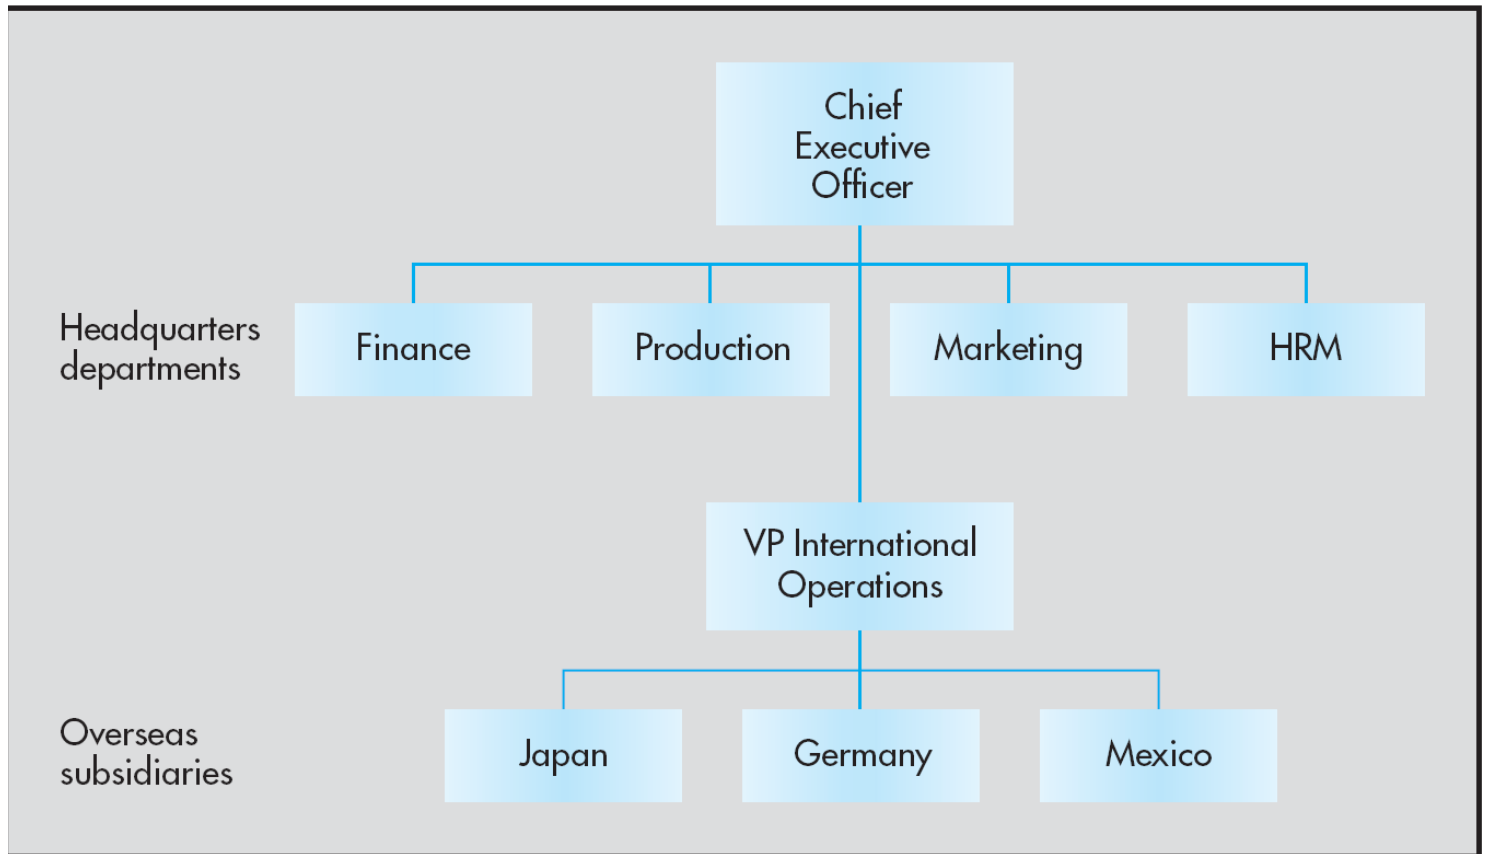 Chief
Executive
Officer
Headquarters
departments
Finance
Production
Marketing
HRM
VP International
Operations
Overseas
subsidiaries
Japan
Germany
Mexico